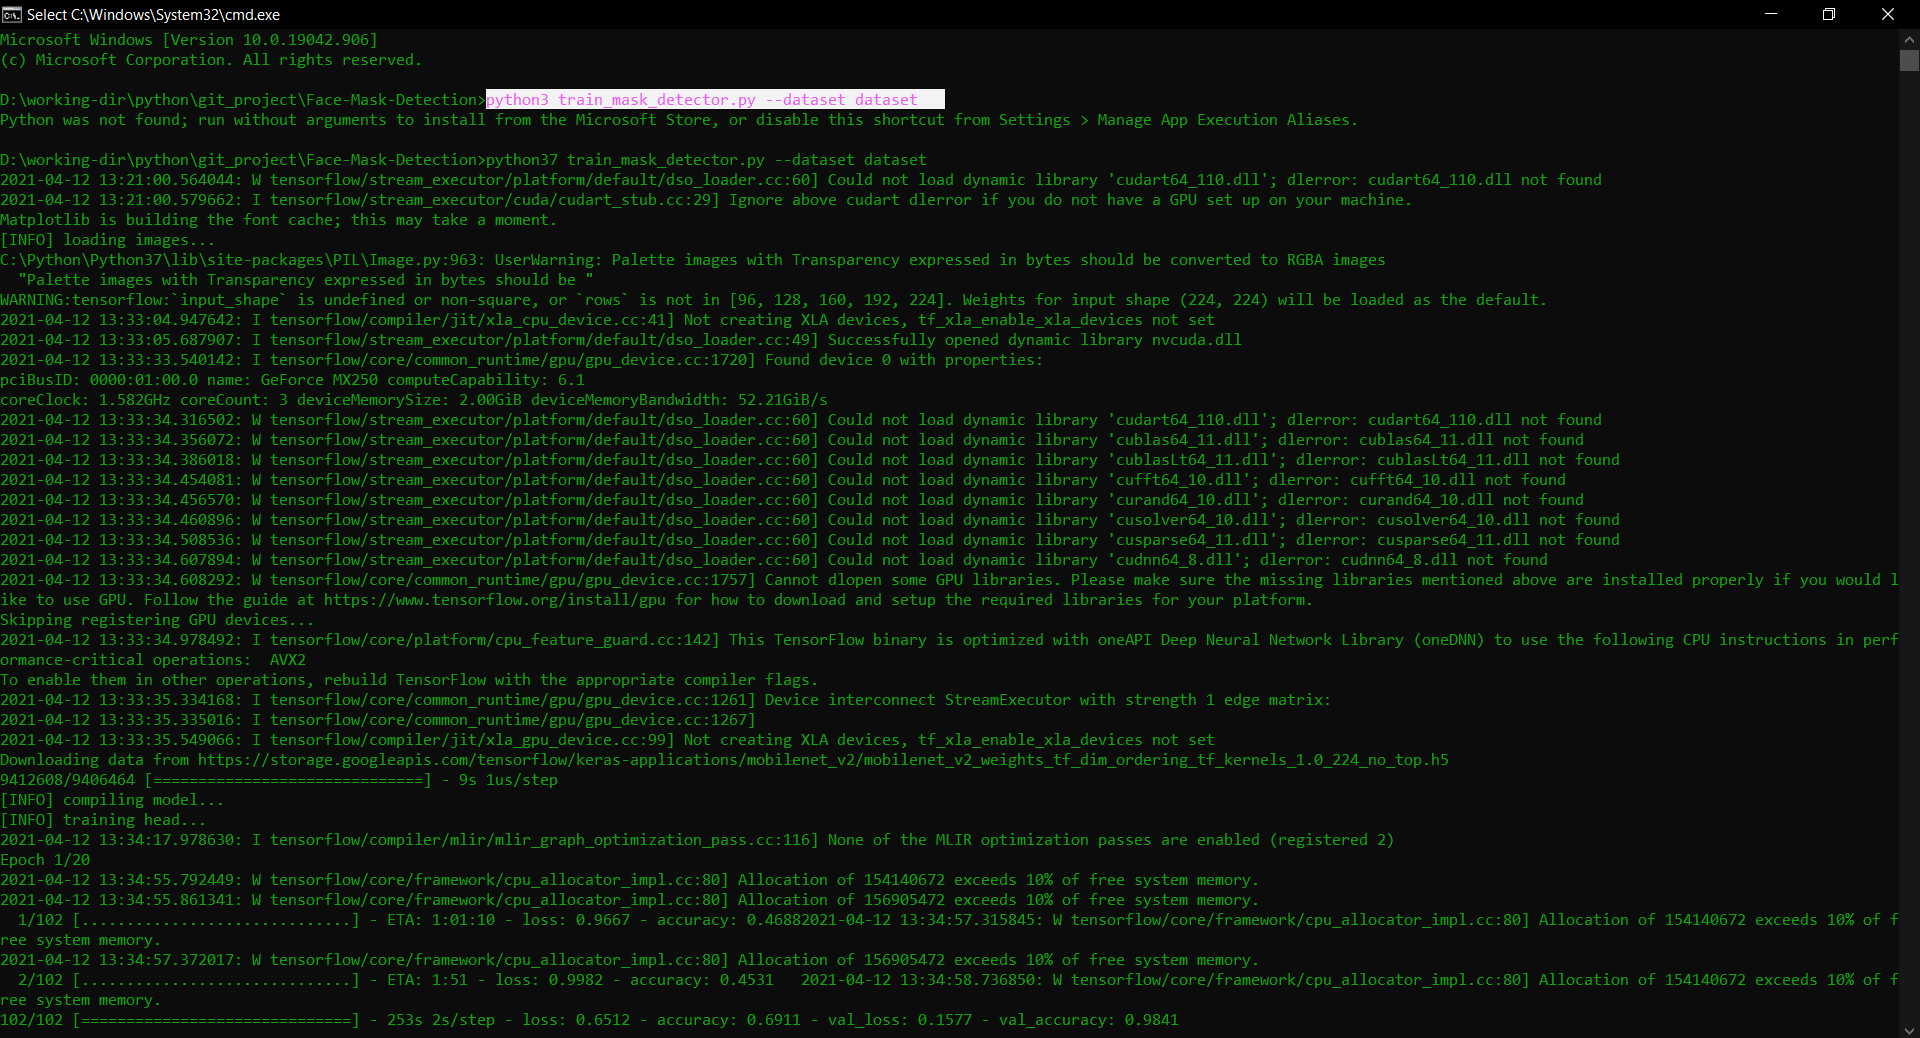 Select C:\Windows\System32\cmd.exe
Microsoft Windows [Version 10.0.19042.906]
(c) Microsoft Corporation. All rights reserved.
D:\working-dir\python\git_project\Face-Mask-Detection>python3 train_mask_detector.py --dataset dataset
Python was not found; run without arguments to install from the Microsoft Store, or disable this shortcut from Settings > Manage App Execution Aliases.
D:\working-dir\python\git_project\Face-Mask-Detection>python37 train_mask_detector.py --dataset dataset
2021-04-12 13:21:00.564044: W tensorflow/stream_executor/platform/default/dso_loader.cc:60] Could not load dynamic library 'cudart64_110.dll'; dlerror: cudart64_110.dll not found
2021-04-12 13:21:00.579662: I tensorflow/stream_executor/cuda/cudart_stub.cc:29] Ignore above cudart dlerror if you do not have a GPU set up on your machine.
Matplotlib is building the font cache; this may take a moment.
[INFO] loading images...
C:\Python\Python37\lib\site-packages\PIL\Image.py:963: UserWarning: Palette images with Transparency expressed in bytes should be converted to RGBA images
  "Palette images with Transparency expressed in bytes should be "
WARNING:tensorflow:`input_shape` is undefined or non-square, or `rows` is not in [96, 128, 160, 192, 224]. Weights for input shape (224, 224) will be loaded as the default.
2021-04-12 13:33:04.947642: I tensorflow/compiler/jit/xla_cpu_device.cc:41] Not creating XLA devices, tf_xla_enable_xla_devices not set
2021-04-12 13:33:05.687907: I tensorflow/stream_executor/platform/default/dso_loader.cc:49] Successfully opened dynamic library nvcuda.dll
2021-04-12 13:33:33.540142: I tensorflow/core/common_runtime/gpu/gpu_device.cc:1720] Found device 0 with properties:
pciBusID: 0000:01:00.0 name: GeForce MX250 computeCapability: 6.1
coreClock: 1.582GHz coreCount: 3 deviceMemorySize: 2.00GiB deviceMemoryBandwidth: 52.21GiB/s
2021-04-12 13:33:34.316502: W tensorflow/stream_executor/platform/default/dso_loader.cc:60] Could not load dynamic library 'cudart64_110.dll'; dlerror: cudart64_110.dll not found
2021-04-12 13:33:34.356072: W tensorflow/stream_executor/platform/default/dso_loader.cc:60] Could not load dynamic library 'cublas64_11.dll'; dlerror: cublas64_11.dll not found
2021-04-12 13:33:34.386018: W tensorflow/stream_executor/platform/default/dso_loader.cc:60] Could not load dynamic library 'cublasLt64_11.dll'; dlerror: cublasLt64_11.dll not found
2021-04-12 13:33:34.454081: W tensorflow/stream_executor/platform/default/dso_loader.cc:60] Could not load dynamic library 'cufft64_10.dll'; dlerror: cufft64_10.dll not found
2021-04-12 13:33:34.456570: W tensorflow/stream_executor/platform/default/dso_loader.cc:60] Could not load dynamic library 'curand64_10.dll'; dlerror: curand64_10.dll not found
2021-04-12 13:33:34.460896: W tensorflow/stream_executor/platform/default/dso_loader.cc:60] Could not load dynamic library 'cusolver64_10.dll'; dlerror: cusolver64_10.dll not found
2021-04-12 13:33:34.508536: W tensorflow/stream_executor/platform/default/dso_loader.cc:60] Could not load dynamic library 'cusparse64_11.dll'; dlerror: cusparse64_11.dll not found
2021-04-12 13:33:34.607894: W tensorflow/stream_executor/platform/default/dso_loader.cc:60] Could not load dynamic library 'cudnn64_8.dll'; dlerror: cudnn64_8.dll not found
2021-04-12 13:33:34.608292: W tensorflow/core/common_runtime/gpu/gpu_device.cc:1757] Cannot dlopen some GPU libraries. Please make sure the missing libraries mentioned above are installed properly if you would l
ike to use GPU. Follow the guide at https://www.tensorflow.org/install/gpu for how to download and setup the required libraries for your platform.
Skipping registering GPU devices...
2021-04-12 13:33:34.978492: I tensorflow/core/platform/cpu_feature_guard.cc:142] This TensorFlow binary is optimized with oneAPI Deep Neural Network Library (oneDNN) to use the following CPU instructions in perf
ormance-critical operations:  AVX2
To enable them in other operations, rebuild TensorFlow with the appropriate compiler flags.
2021-04-12 13:33:35.334168: I tensorflow/core/common_runtime/gpu/gpu_device.cc:1261] Device interconnect StreamExecutor with strength 1 edge matrix:
2021-04-12 13:33:35.335016: I tensorflow/core/common_runtime/gpu/gpu_device.cc:1267]
2021-04-12 13:33:35.549066: I tensorflow/compiler/jit/xla_gpu_device.cc:99] Not creating XLA devices, tf_xla_enable_xla_devices not set
Downloading data from https://storage.googleapis.com/tensorflow/keras-applications/mobilenet_v2/mobilenet_v2_weights_tf_dim_ordering_tf_kernels_1.0_224_no_top.h5
9412608/9406464 [==============================] - 9s 1us/step
[INFO] compiling model...
[INFO] training head...
2021-04-12 13:34:17.978630: I tensorflow/compiler/mlir/mlir_graph_optimization_pass.cc:116] None of the MLIR optimization passes are enabled (registered 2)
Epoch 1/20
2021-04-12 13:34:55.792449: W tensorflow/core/framework/cpu_allocator_impl.cc:80] Allocation of 154140672 exceeds 10% of free system memory.
2021-04-12 13:34:55.861341: W tensorflow/core/framework/cpu_allocator_impl.cc:80] Allocation of 156905472 exceeds 10% of free system memory.
  1/102 [..............................] - ETA: 1:01:10 - loss: 0.9667 - accuracy: 0.46882021-04-12 13:34:57.315845: W tensorflow/core/framework/cpu_allocator_impl.cc:80] Allocation of 154140672 exceeds 10% of f
ree system memory.
2021-04-12 13:34:57.372017: W tensorflow/core/framework/cpu_allocator_impl.cc:80] Allocation of 156905472 exceeds 10% of free system memory.
  2/102 [..............................] - ETA: 1:51 - loss: 0.9982 - accuracy: 0.4531   2021-04-12 13:34:58.736850: W tensorflow/core/framework/cpu_allocator_impl.cc:80] Allocation of 154140672 exceeds 10% of f
ree system memory.
102/102 [==============================] - 253s 2s/step - loss: 0.6512 - accuracy: 0.6911 - val_loss: 0.1577 - val_accuracy: 0.9841